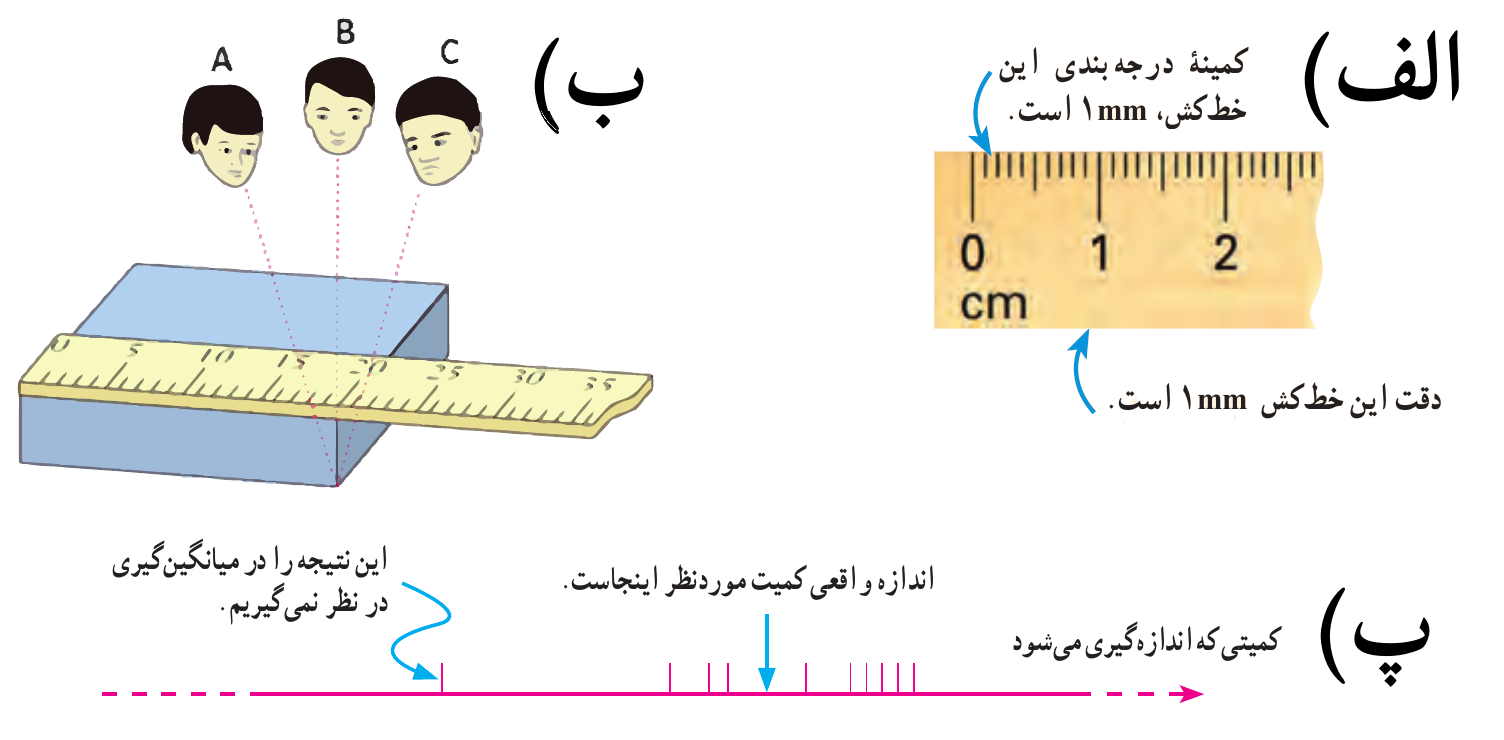 الف)
کمینهٔ درجه‌بندی این
خط‌کش، ۱mm است.
0 1 2
cm
دقت این خط‌کش ۱mm است.
ب)
A B C
0 5 10 15 20 25 30 35
پ)
این نتیجه را در میانگین‌گیری
در نظر نمی‌گیریم.
اندازه واقعی کمیت موردنظر اینجاست.
کمیتی که اندازه‌گیری می‌شود